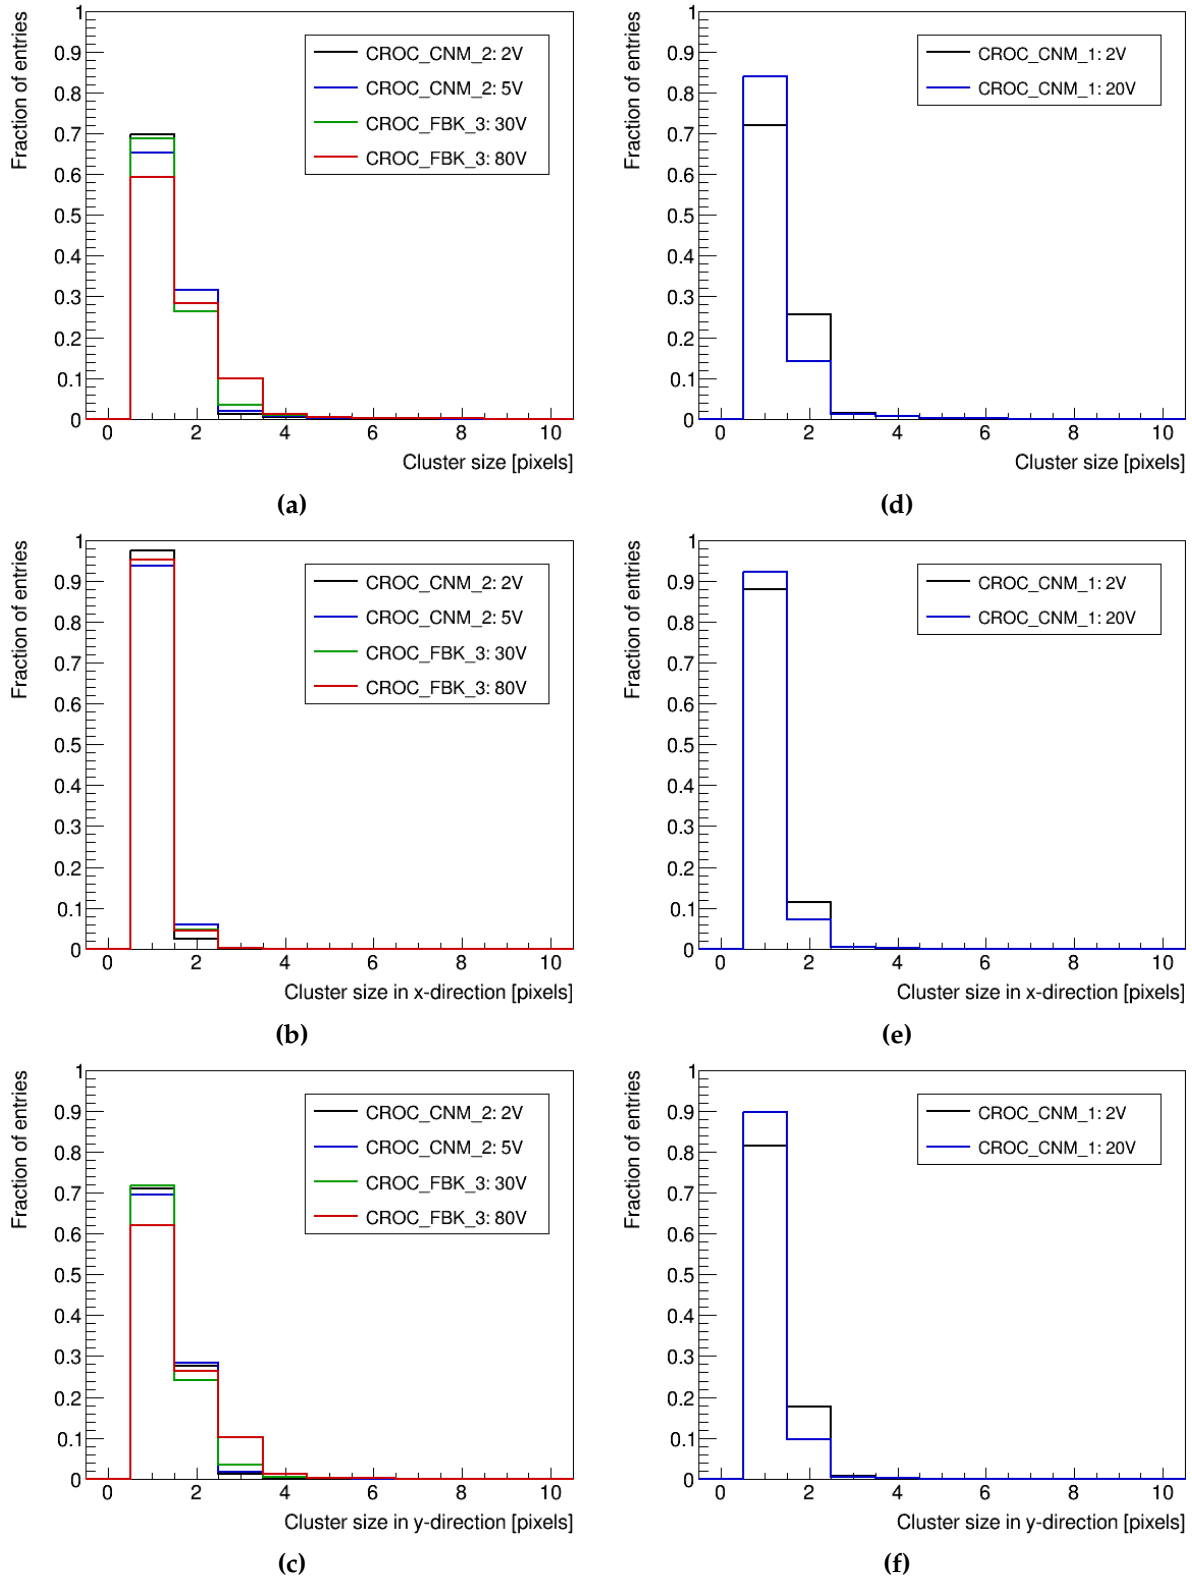 Fraction of entries
1
0.9
0.8
0.7
0.6
0.5
0.4
0.3
0.2
0.1
0
CROC_CNM_2: 2V
CROC_CNM_2: 5V
CROC_FBK_3: 30V
CROC_FBK_3: 80V
0 2 4 6 8 10
Cluster size [pixels]
(a)
Fraction of entries
1
0.9
0.8
0.7
0.6
0.5
0.4
0.3
0.2
0.1
0
CROC_CNM_1: 2V
CROC_CNM_1: 20V
0 2 4 6 8 10
Cluster size [pixels]
(d)
Fraction of entries
1
0.9
0.8
0.7
0.6
0.5
0.4
0.3
0.2
0.1
0
CROC_CNM_2: 2V
CROC_CNM_2: 5V
CROC_FBK_3: 30V
CROC_FBK_3: 80V
0 2 4 6 8 10
Cluster size in x-direction [pixels]
(b)
Fraction of entries
1
0.9
0.8
0.7
0.6
0.5
0.4
0.3
0.2
0.1
0
CROC_CNM_1: 2V
CROC_CNM_1: 20V
0 2 4 6 8 10
Cluster size in x-direction [pixels]
(e)
Fraction of entries
1
0.9
0.8
0.7
0.6
0.5
0.4
0.3
0.2
0.1
0
CROC_CNM_2: 2V
CROC_CNM_2: 5V
CROC_FBK_3: 30V
CROC_FBK_3: 80V
0 2 4 6 8 10
Cluster size in y-direction [pixels]
(c)
Fraction of entries
1
0.9
0.8
0.7
0.6
0.5
0.4
0.3
0.2
0.1
0
CROC_CNM_1: 2V
CROC_CNM_1: 20V
0 2 4 6 8 10
Cluster size in y-direction [pixels]
(f)